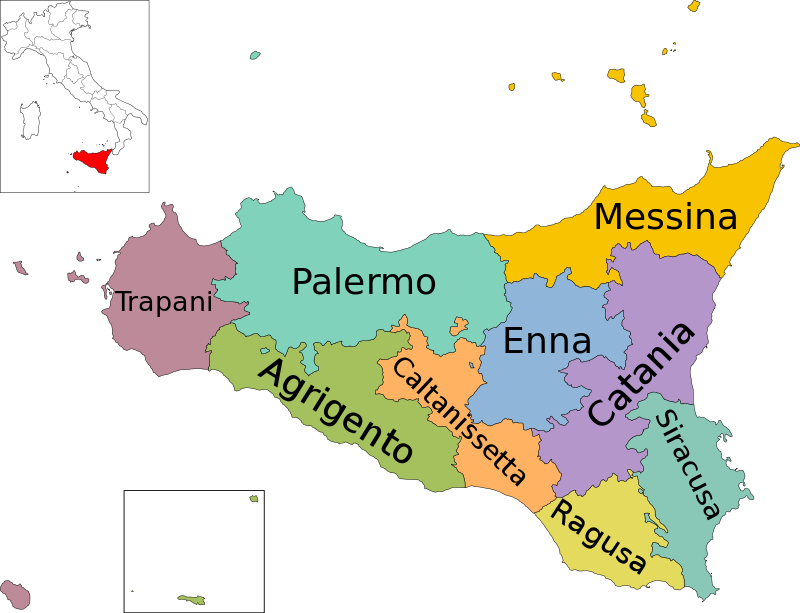 Messina
Palermo
Trapani
Enna
Catania
Agrigento
Caltanissetta
Siracusa
Ragusa